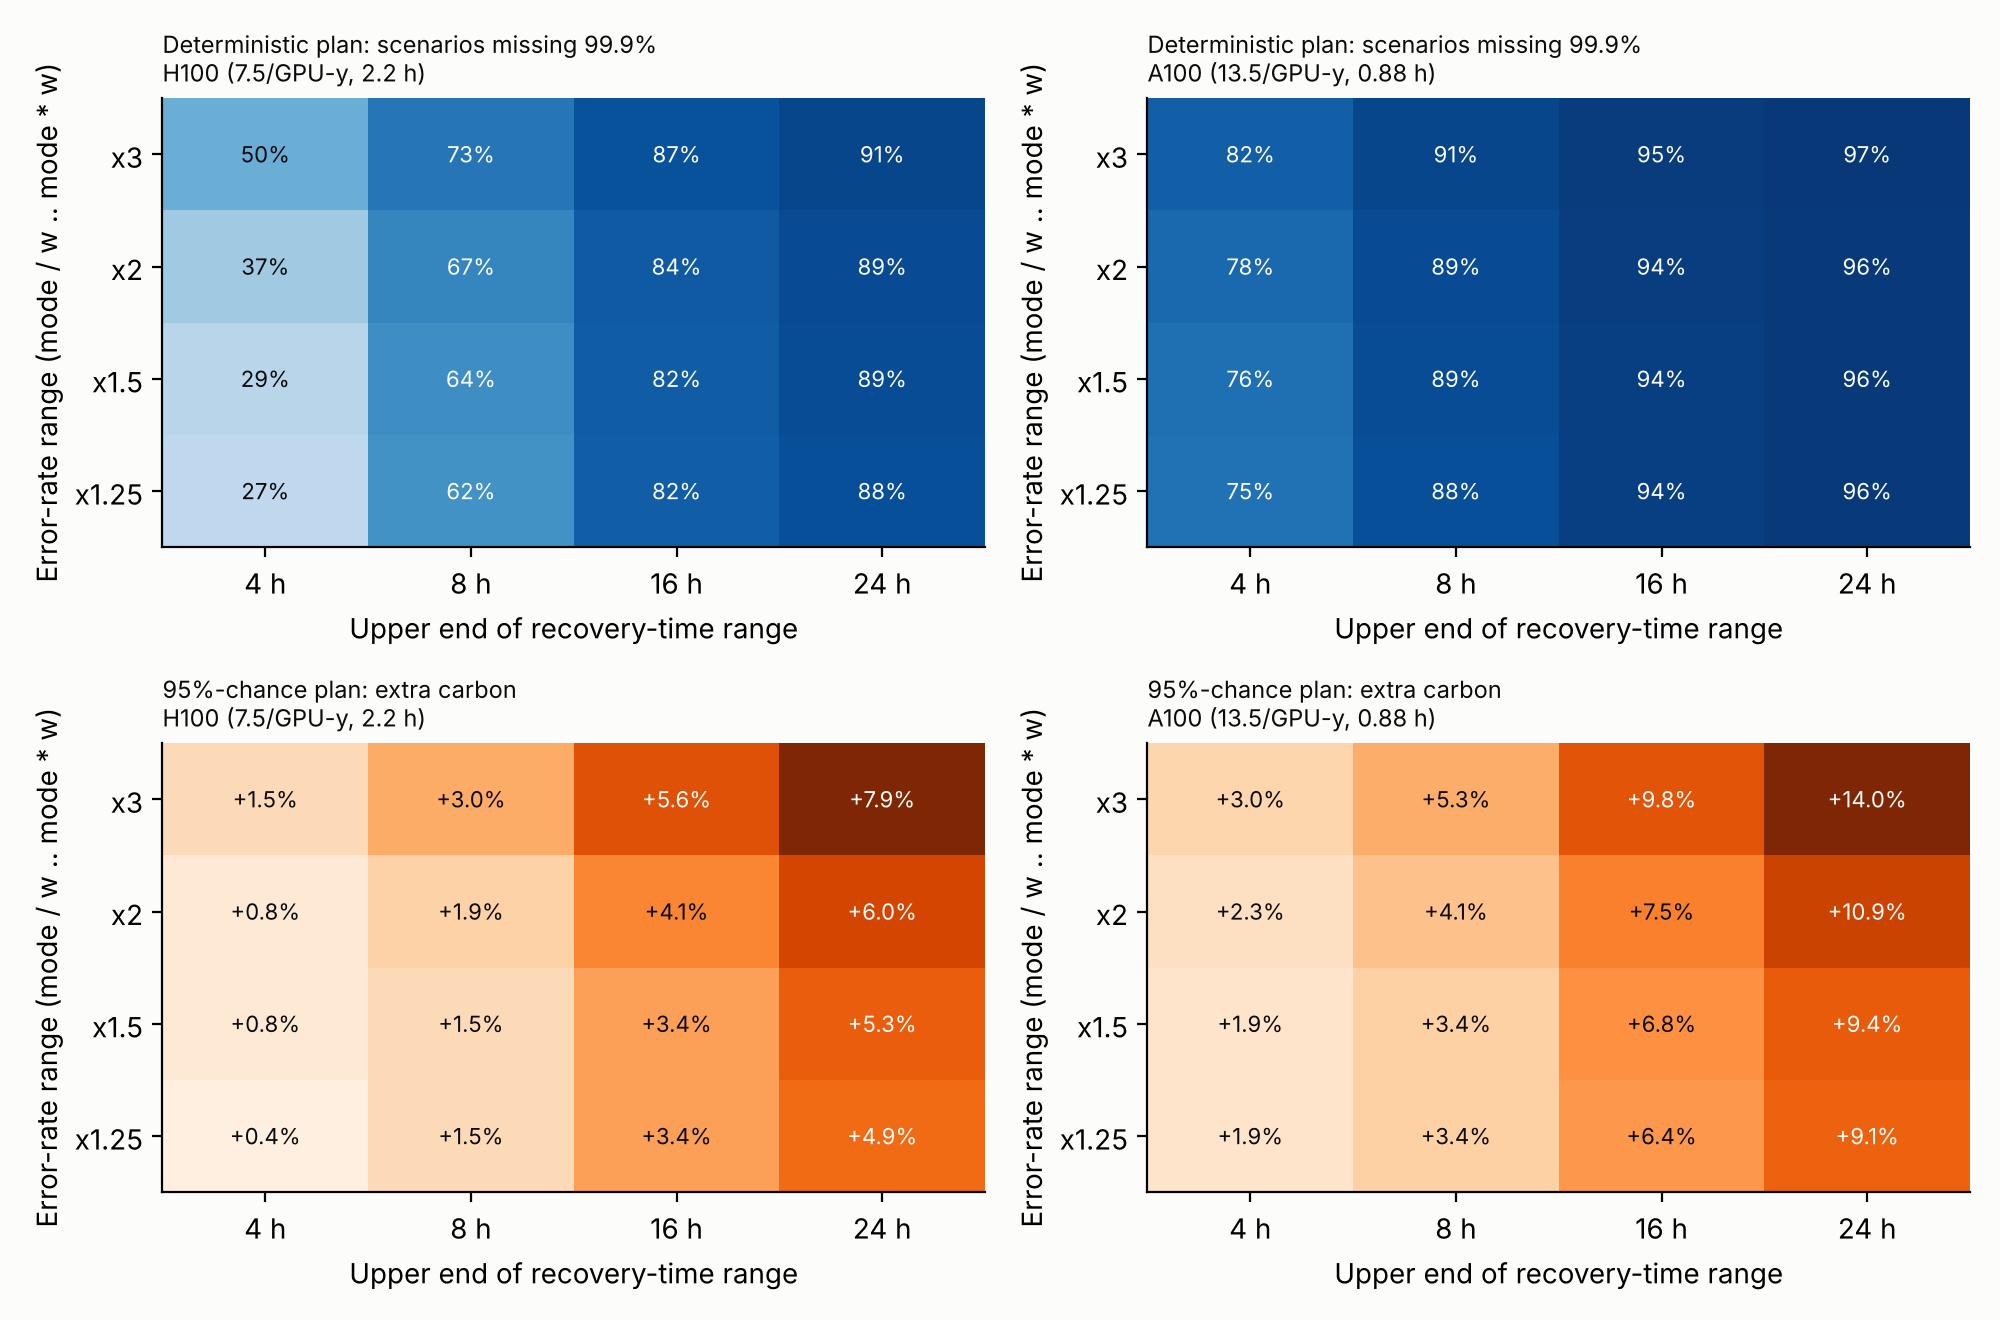 Deterministic plan: scenarios missing 99.9%
H100 (7.5/GPU-y, 2.2 h)
Error-rate range (mode / w .. mode * w)
x3
50%
73%
87%
91%
x2
37%
67%
84%
89%
x1.5
29%
64%
82%
89%
x1.25
27%
62%
82%
88%
4 h
8 h
16 h
24 h
Upper end of recovery-time range
Deterministic plan: scenarios missing 99.9%
A100 (13.5/GPU-y, 0.88 h)
Error-rate range (mode / w .. mode * w)
x3
82%
91%
95%
97%
x2
78%
89%
94%
96%
x1.5
76%
89%
94%
96%
x1.25
75%
88%
94%
96%
4 h
8 h
16 h
24 h
Upper end of recovery-time range
95%-chance plan: extra carbon
H100 (7.5/GPU-y, 2.2 h)
Error-rate range (mode / w .. mode * w)
x3
+1.5%
+3.0%
+5.6%
+7.9%
x2
+0.8%
+1.9%
+4.1%
+6.0%
x1.5
+0.8%
+1.5%
+3.4%
+5.3%
x1.25
+0.4%
+1.5%
+3.4%
+4.9%
4 h
8 h
16 h
24 h
Upper end of recovery-time range
95%-chance plan: extra carbon
A100 (13.5/GPU-y, 0.88 h)
Error-rate range (mode / w .. mode * w)
x3
+3.0%
+5.3%
+9.8%
+14.0%
x2
+2.3%
+4.1%
+7.5%
+10.9%
x1.5
+1.9%
+3.4%
+6.8%
+9.4%
x1.25
+1.9%
+3.4%
+6.4%
+9.1%
4 h
8 h
16 h
24 h
Upper end of recovery-time range